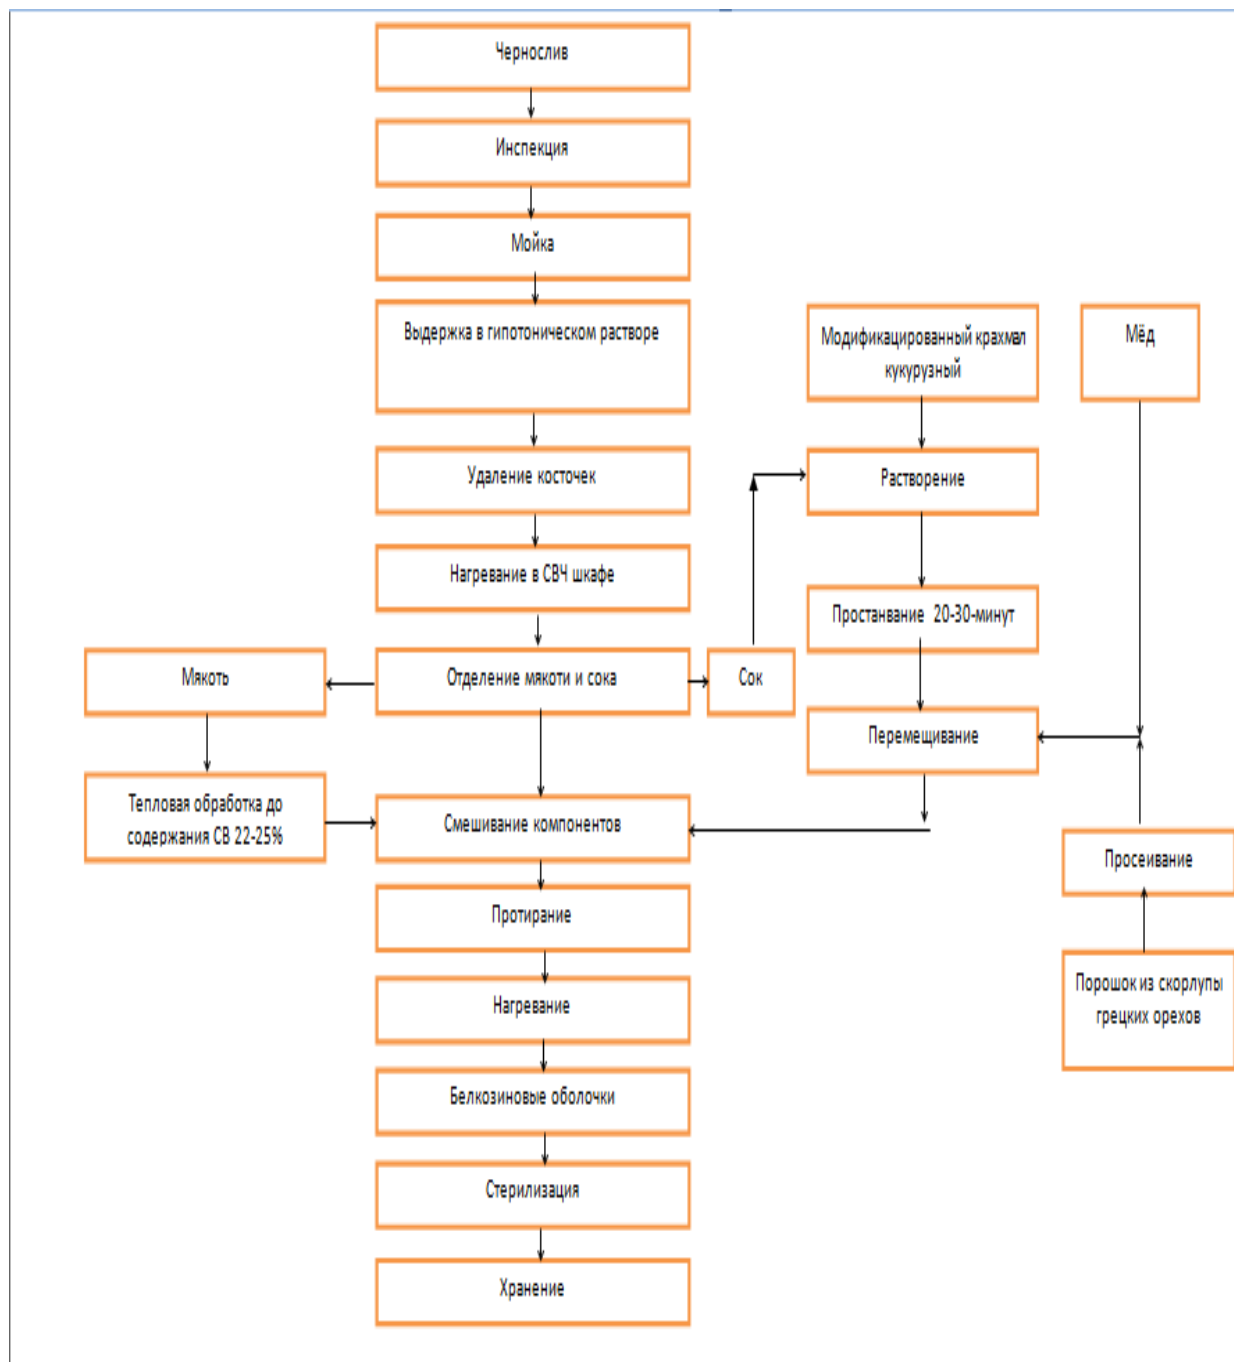 Чернослив
Инспекция
Мойка
Выдержка в гипотоническом растворе
Модификацированный крахмал
кукурузный
Мёд
Удаление косточек
Растворение
Нагревание в СВЧ шкафе
Простанвание 20-30-минут
Мякоть
Отделение мякоти и сока
Сок
Перемещивание
Тепловая обработка до
содержания СВ 22-25%
Смешивание компонентов
Просеивание
Протирание
Порошок из скорлупы
грецких орехов
Нагревание
Белкозиновые оболочки
Стерилизация
Хранение